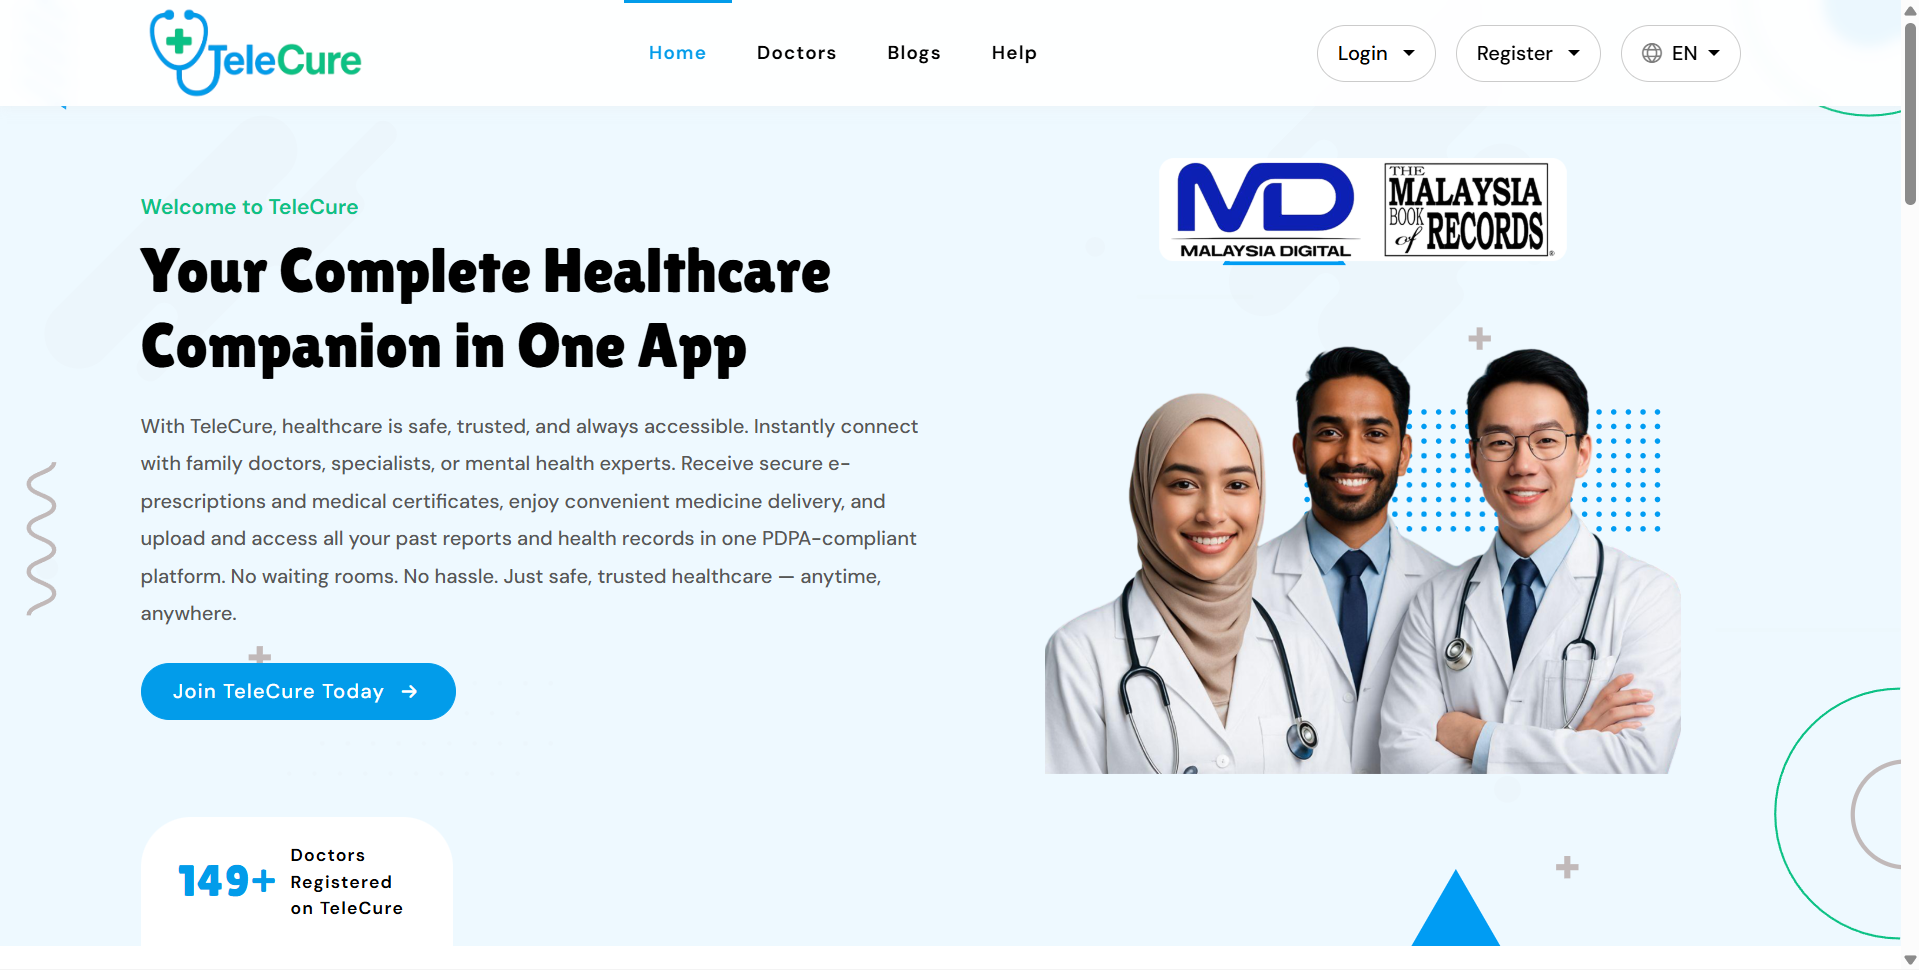 TeleCure
Home
Doctors
Blogs
Help
Login
Register
EN
MD
MALAYSIA DIGITAL
THE
MALAYSIA
BOOK
of RECORDS
®
Welcome to TeleCure
Your Complete Healthcare
Companion in One App
With TeleCure, healthcare is safe, trusted, and always accessible. Instantly connect
with family doctors, specialists, or mental health experts. Receive secure e-
prescriptions and medical certificates, enjoy convenient medicine delivery, and
upload and access all your past reports and health records in one PDPA-compliant
platform. No waiting rooms. No hassle. Just safe, trusted healthcare — anytime,
anywhere.
Join TeleCure Today →
149+
Doctors
Registered
on TeleCure